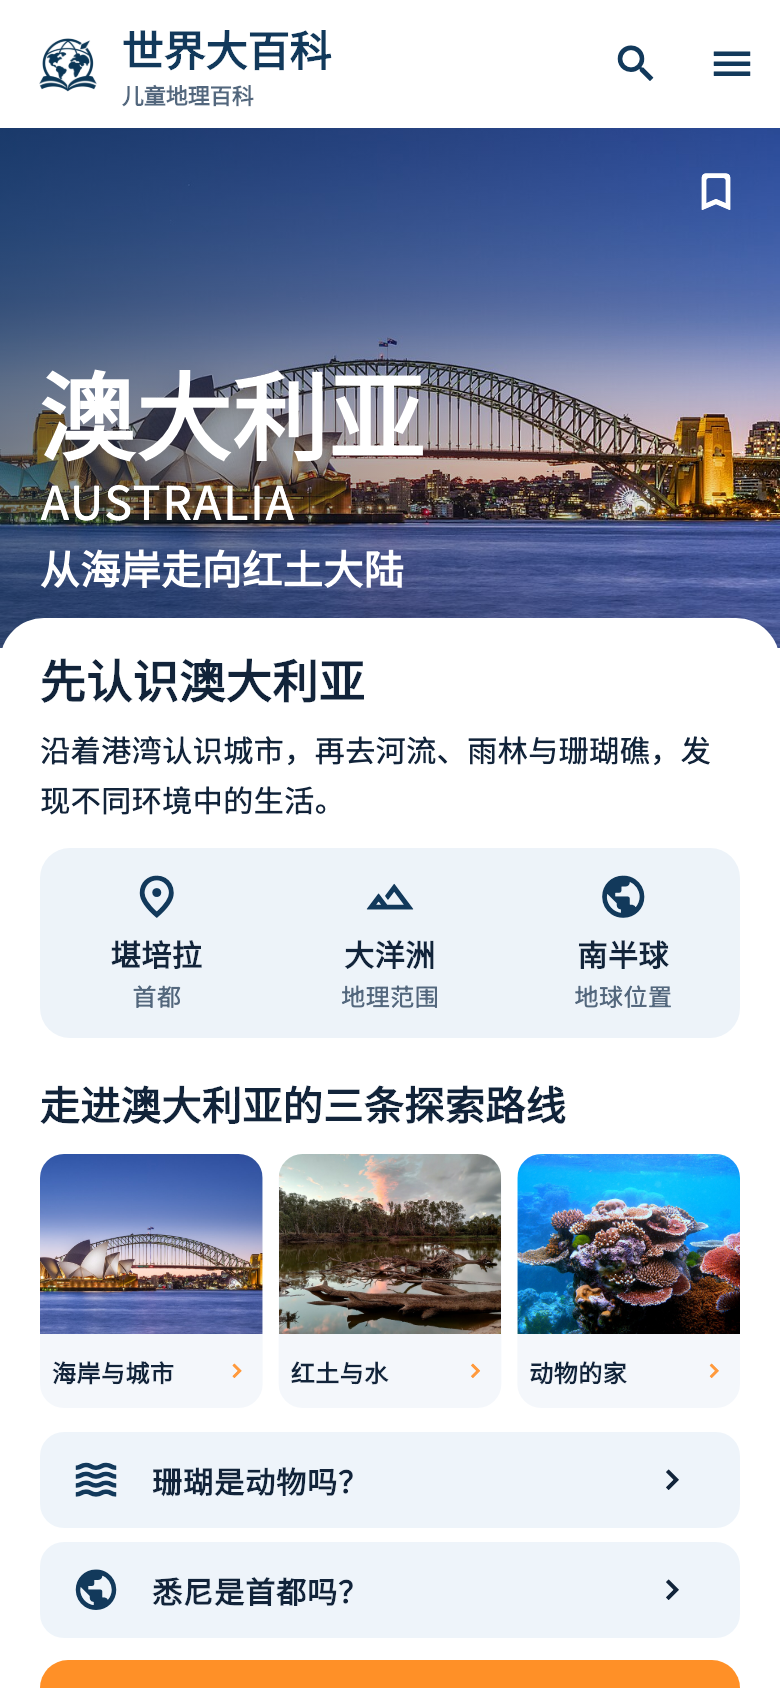 世界大百科
儿童地理百科
澳大利亚
AUSTRALIA
从海岸走向红土大陆
先认识澳大利亚
沿着港湾认识城市，再去河流、雨林与珊瑚礁，发
现不同环境中的生活。
堪培拉
首都
大洋洲
地理范围
南半球
地球位置
走进澳大利亚的三条探索路线
海岸与城市
红土与水
动物的家
珊瑚是动物吗？
悉尼是首都吗？